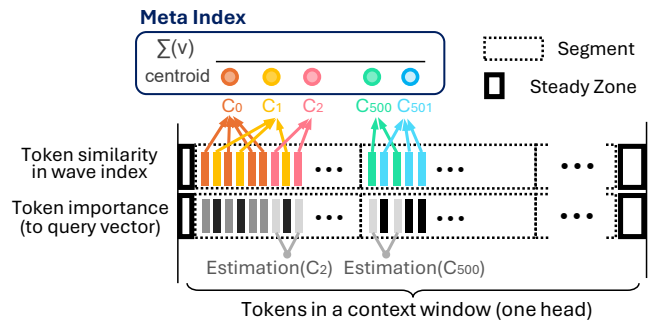 Meta Index
∑(v)
centroid
Segment
Steady Zone
C0 C1 C2 C500 C501
Token similarity
in wave index
•••
•••
•••
Token importance
(to query vector)
•••
•••
•••
Estimation(C2) Estimation(C500)
Tokens in a context window (one head)